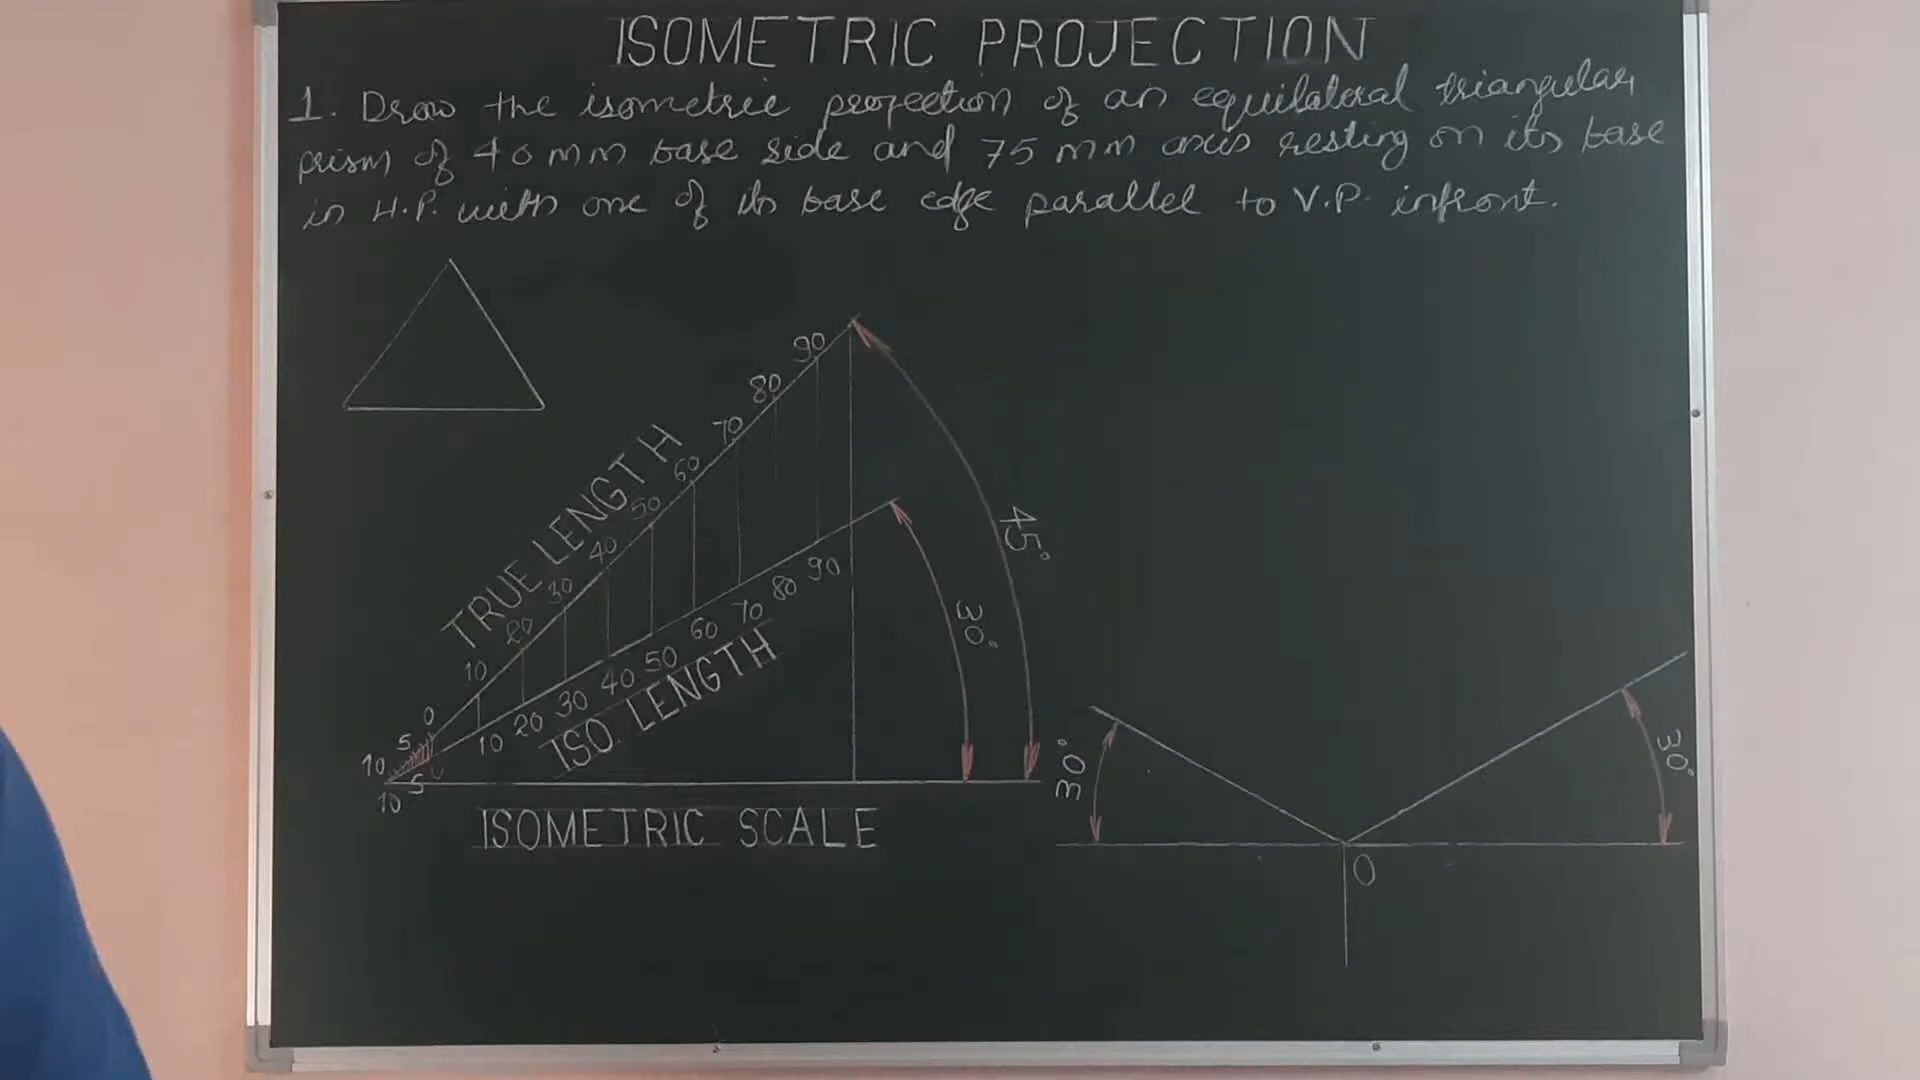 ISOMETRIC PROJECTION
1. Draw the isometric projection of an equilateral triangular
prism of 40 mm base side and 75 mm axis resting on its base
in H.P. with one of its base edge parallel to V.P. infront.
TRUE LENGTH
0 10 20 30 40 50 60 70 80 90
10 5
10 5
10 20 30 40 50 60 70 80 90
ISO. LENGTH
45°
30°
ISOMETRIC SCALE
30°
30°
O